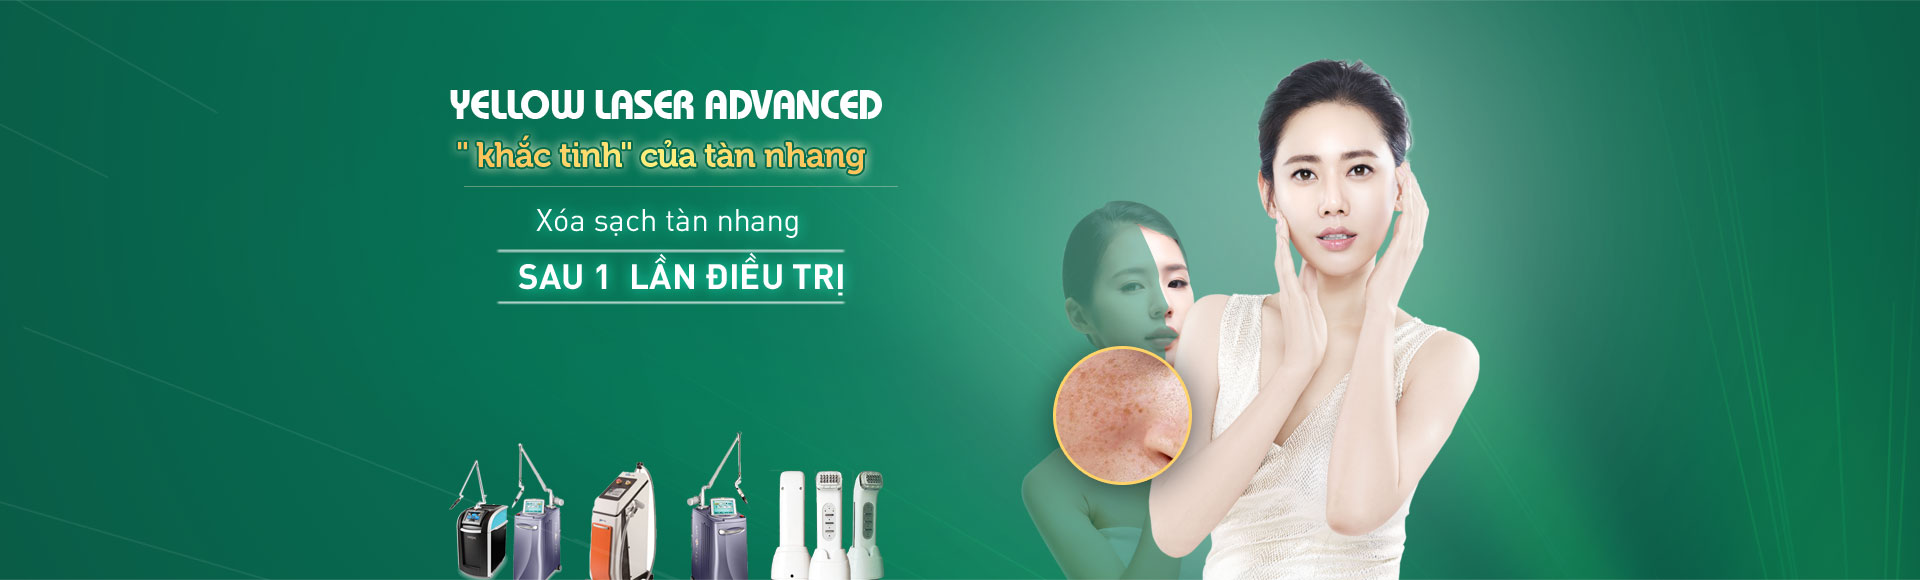 YELLOW LASER ADVANCED
" khắc tinh" của tàn nhang
Xóa sạch tàn nhang
SAU 1 LẦN ĐIỀU TRỊ